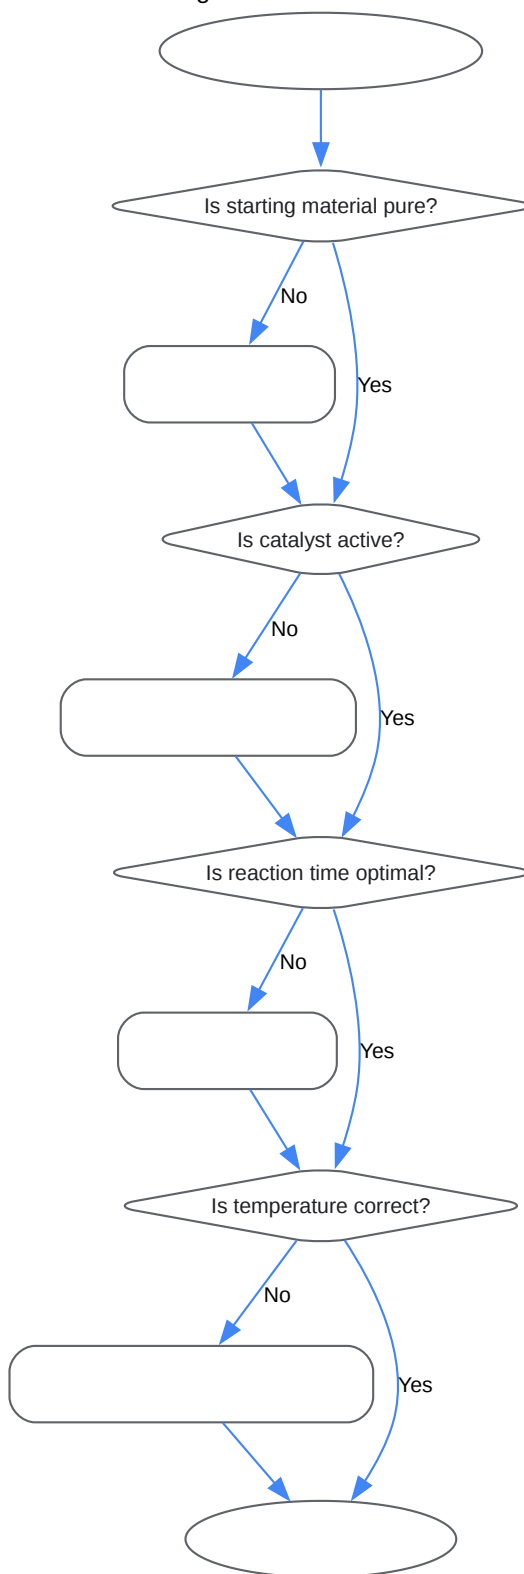 Is starting material pure?
No
Yes
Is catalyst active?
No
Yes
Is reaction time optimal?
No
Yes
Is temperature correct?
No
Yes